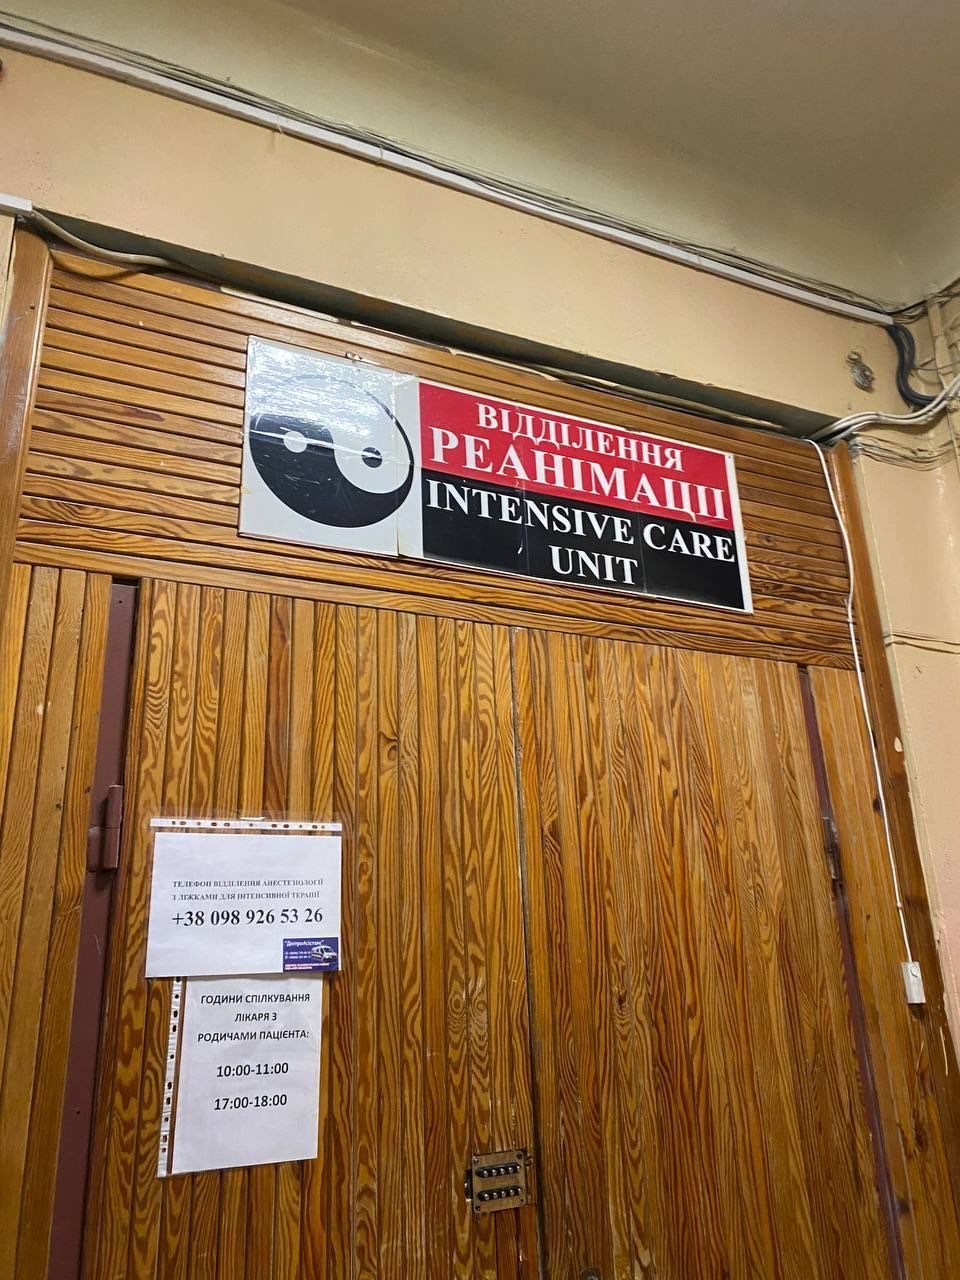 ВІДДІЛЕННЯ
РЕАНІМАЦІЇ
INTENSIVE CARE
UNIT
ТЕЛЕФОН ВІДДІЛЕННЯ АНЕСТЕЗІОЛОГІЇ
З ЛІЖКАМИ ДЛЯ ІНТЕНСИВНОЇ ТЕРАПІЇ
+38 098 926 53 26
"ДніпроАсістанс"
ГОДИНИ СПІЛКУВАННЯ
ЛІКАРЯ З
РОДИЧАМИ ПАЦІЄНТА:
10:00-11:00
17:00-18:00